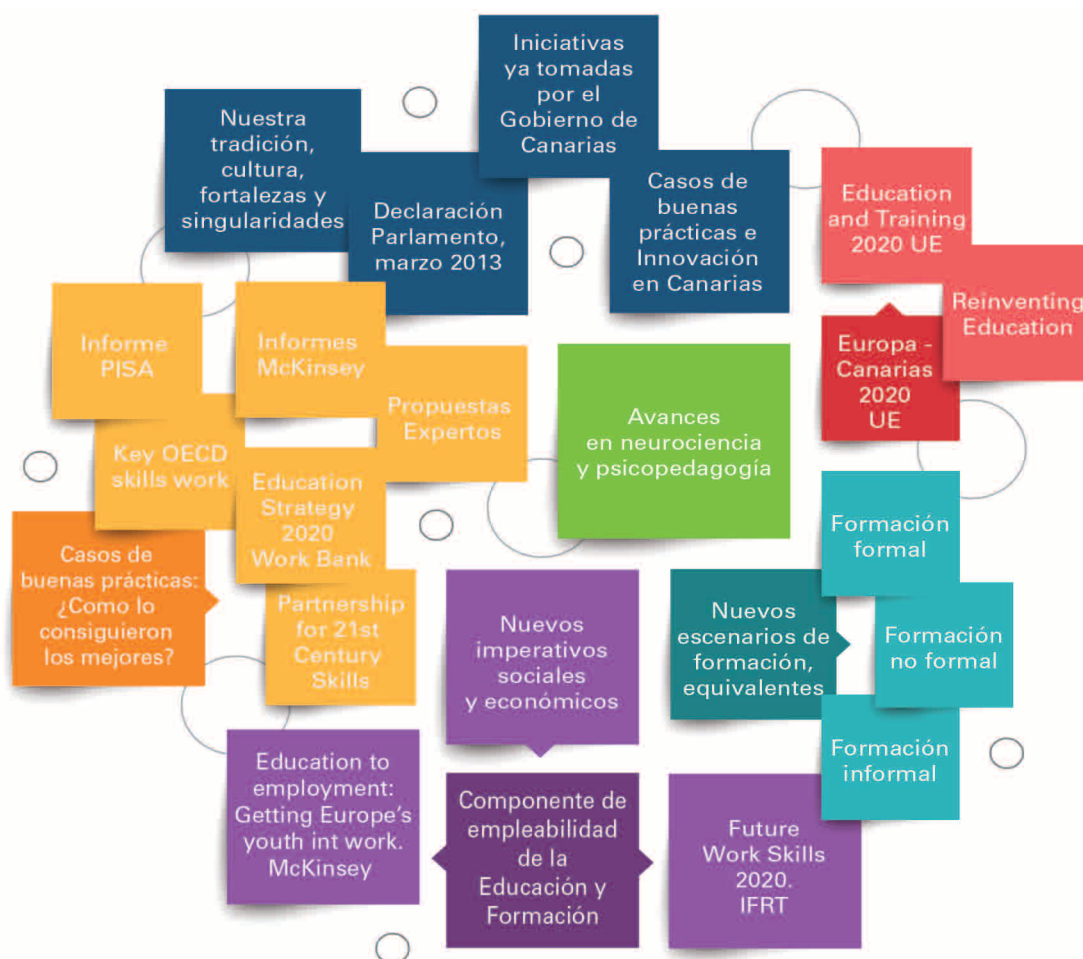 Iniciativas
ya tomadas
por el
Gobierno de
Canarias
Nuestra
tradición,
cultura,
fortalezas y
singularidades
Declaración
Parlamento,
marzo 2013
Casos de
buenas
prácticas e
Innovación
en Canarias
Education
and Training
2020 UE
Reinventing
Education
Europa -
Canarias
2020
UE
Informe
PISA
Informes
McKinsey
Propuestas
Expertos
Key OECD
skills work
Education
Strategy
2020
Work Bank
Partnership
for 21st
Century
Skills
Casos de
buenas prácticas:
¿Como lo
consiguieron
los mejores?
Avances
en neurociencia
y psicopedagogía
Nuevos
imperativos
sociales
y económicos
Nuevos
escenarios de
formación,
equivalentes
Formación
formal
Formación
no formal
Formación
informal
Education to
employment:
Getting Europe's
youth int work.
McKinsey
Componente de
empleabilidad
de la
Educación y
Formación
Future
Work Skills
2020.
IFRT